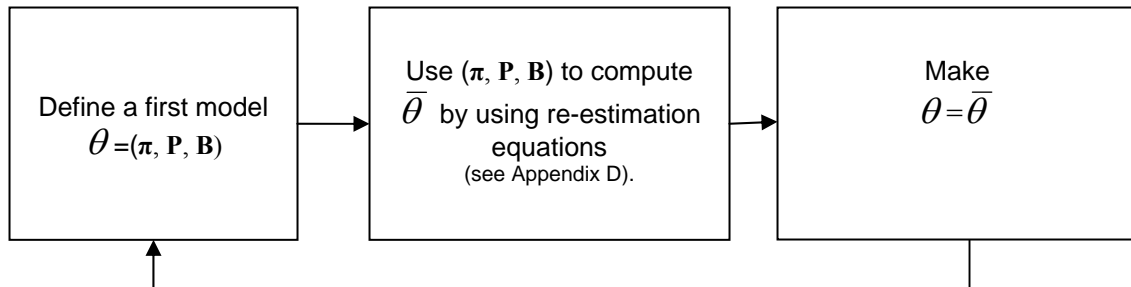 Define a first model
θ =(π, P, B)
Use (π, P, B) to compute
θ̅ by using re-estimation
equations
(see Appendix D).
Make
θ = θ̅